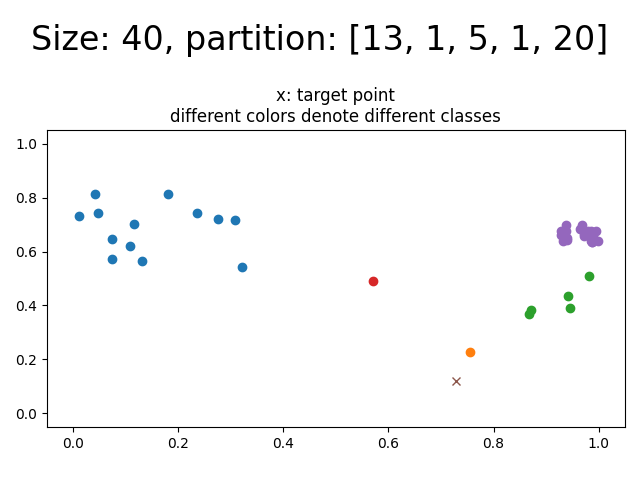 Size: 40, partition: [13, 1, 5, 1, 20]
x: target point
different colors denote different classes
1.0
0.8
0.6
0.4
0.2
0.0
0.0 0.2 0.4 0.6 0.8 1.0